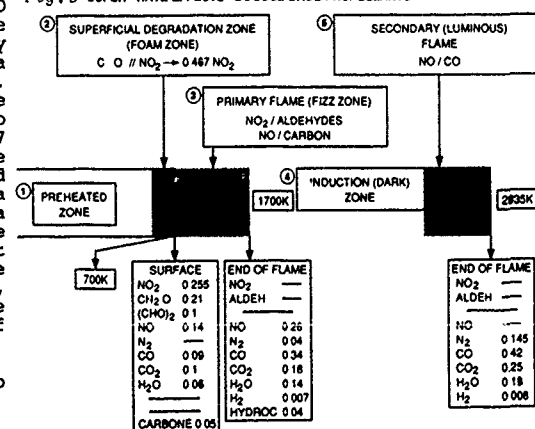 ②
SUPERFICIAL DEGRADATION ZONE
(FOAM ZONE)
C O // NO₂ → 0 467 NO₂
⑤
SECONDARY (LUMINOUS)
FLAME
NO / CO
③
PRIMARY FLAME (FIZZ ZONE)
NO₂ / ALDEHYDES
NO / CARBON
①
PREHEATED
ZONE
1700K
④
INDUCTION (DARK)
ZONE
2835K
700K
SURFACE
NO₂ 0 255
CH₂O 0 21
(CHO)₂ 0 1
NO 0 14
N₂ —
CO 0 09
CO₂ 0 1
H₂O 0 06
CARBONE 0 05
END OF FLAME
NO₂ —
ALDEH —
NO 0 26
N₂ 0 04
CO 0 34
CO₂ 0 16
H₂O 0 14
H₂ 0 007
HYDROC 0 04
END OF FLAME
NO₂ —
ALDEH —
NO —
N₂ 0 145
CO 0 42
CO₂ 0 25
H₂O 0 18
H₂ 0 008